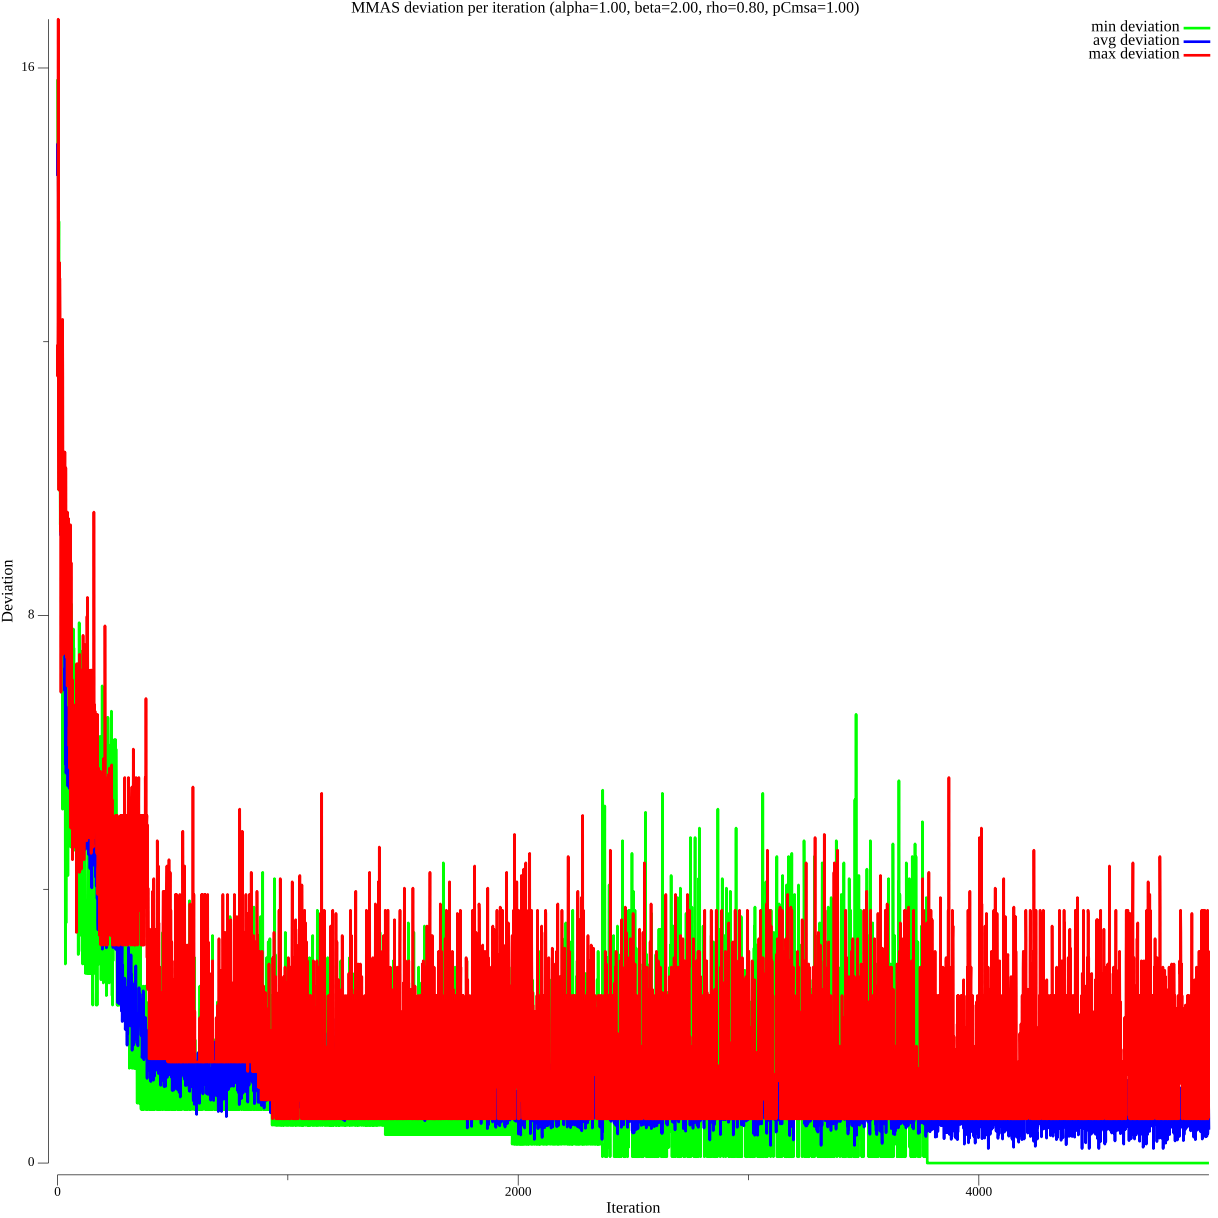 MMAS deviation per iteration (alpha=1.00, beta=2.00, rho=0.80, pCmsa=1.00)
min deviation
avg deviation
max deviation
16
8
0
Deviation
0
2000
4000
Iteration